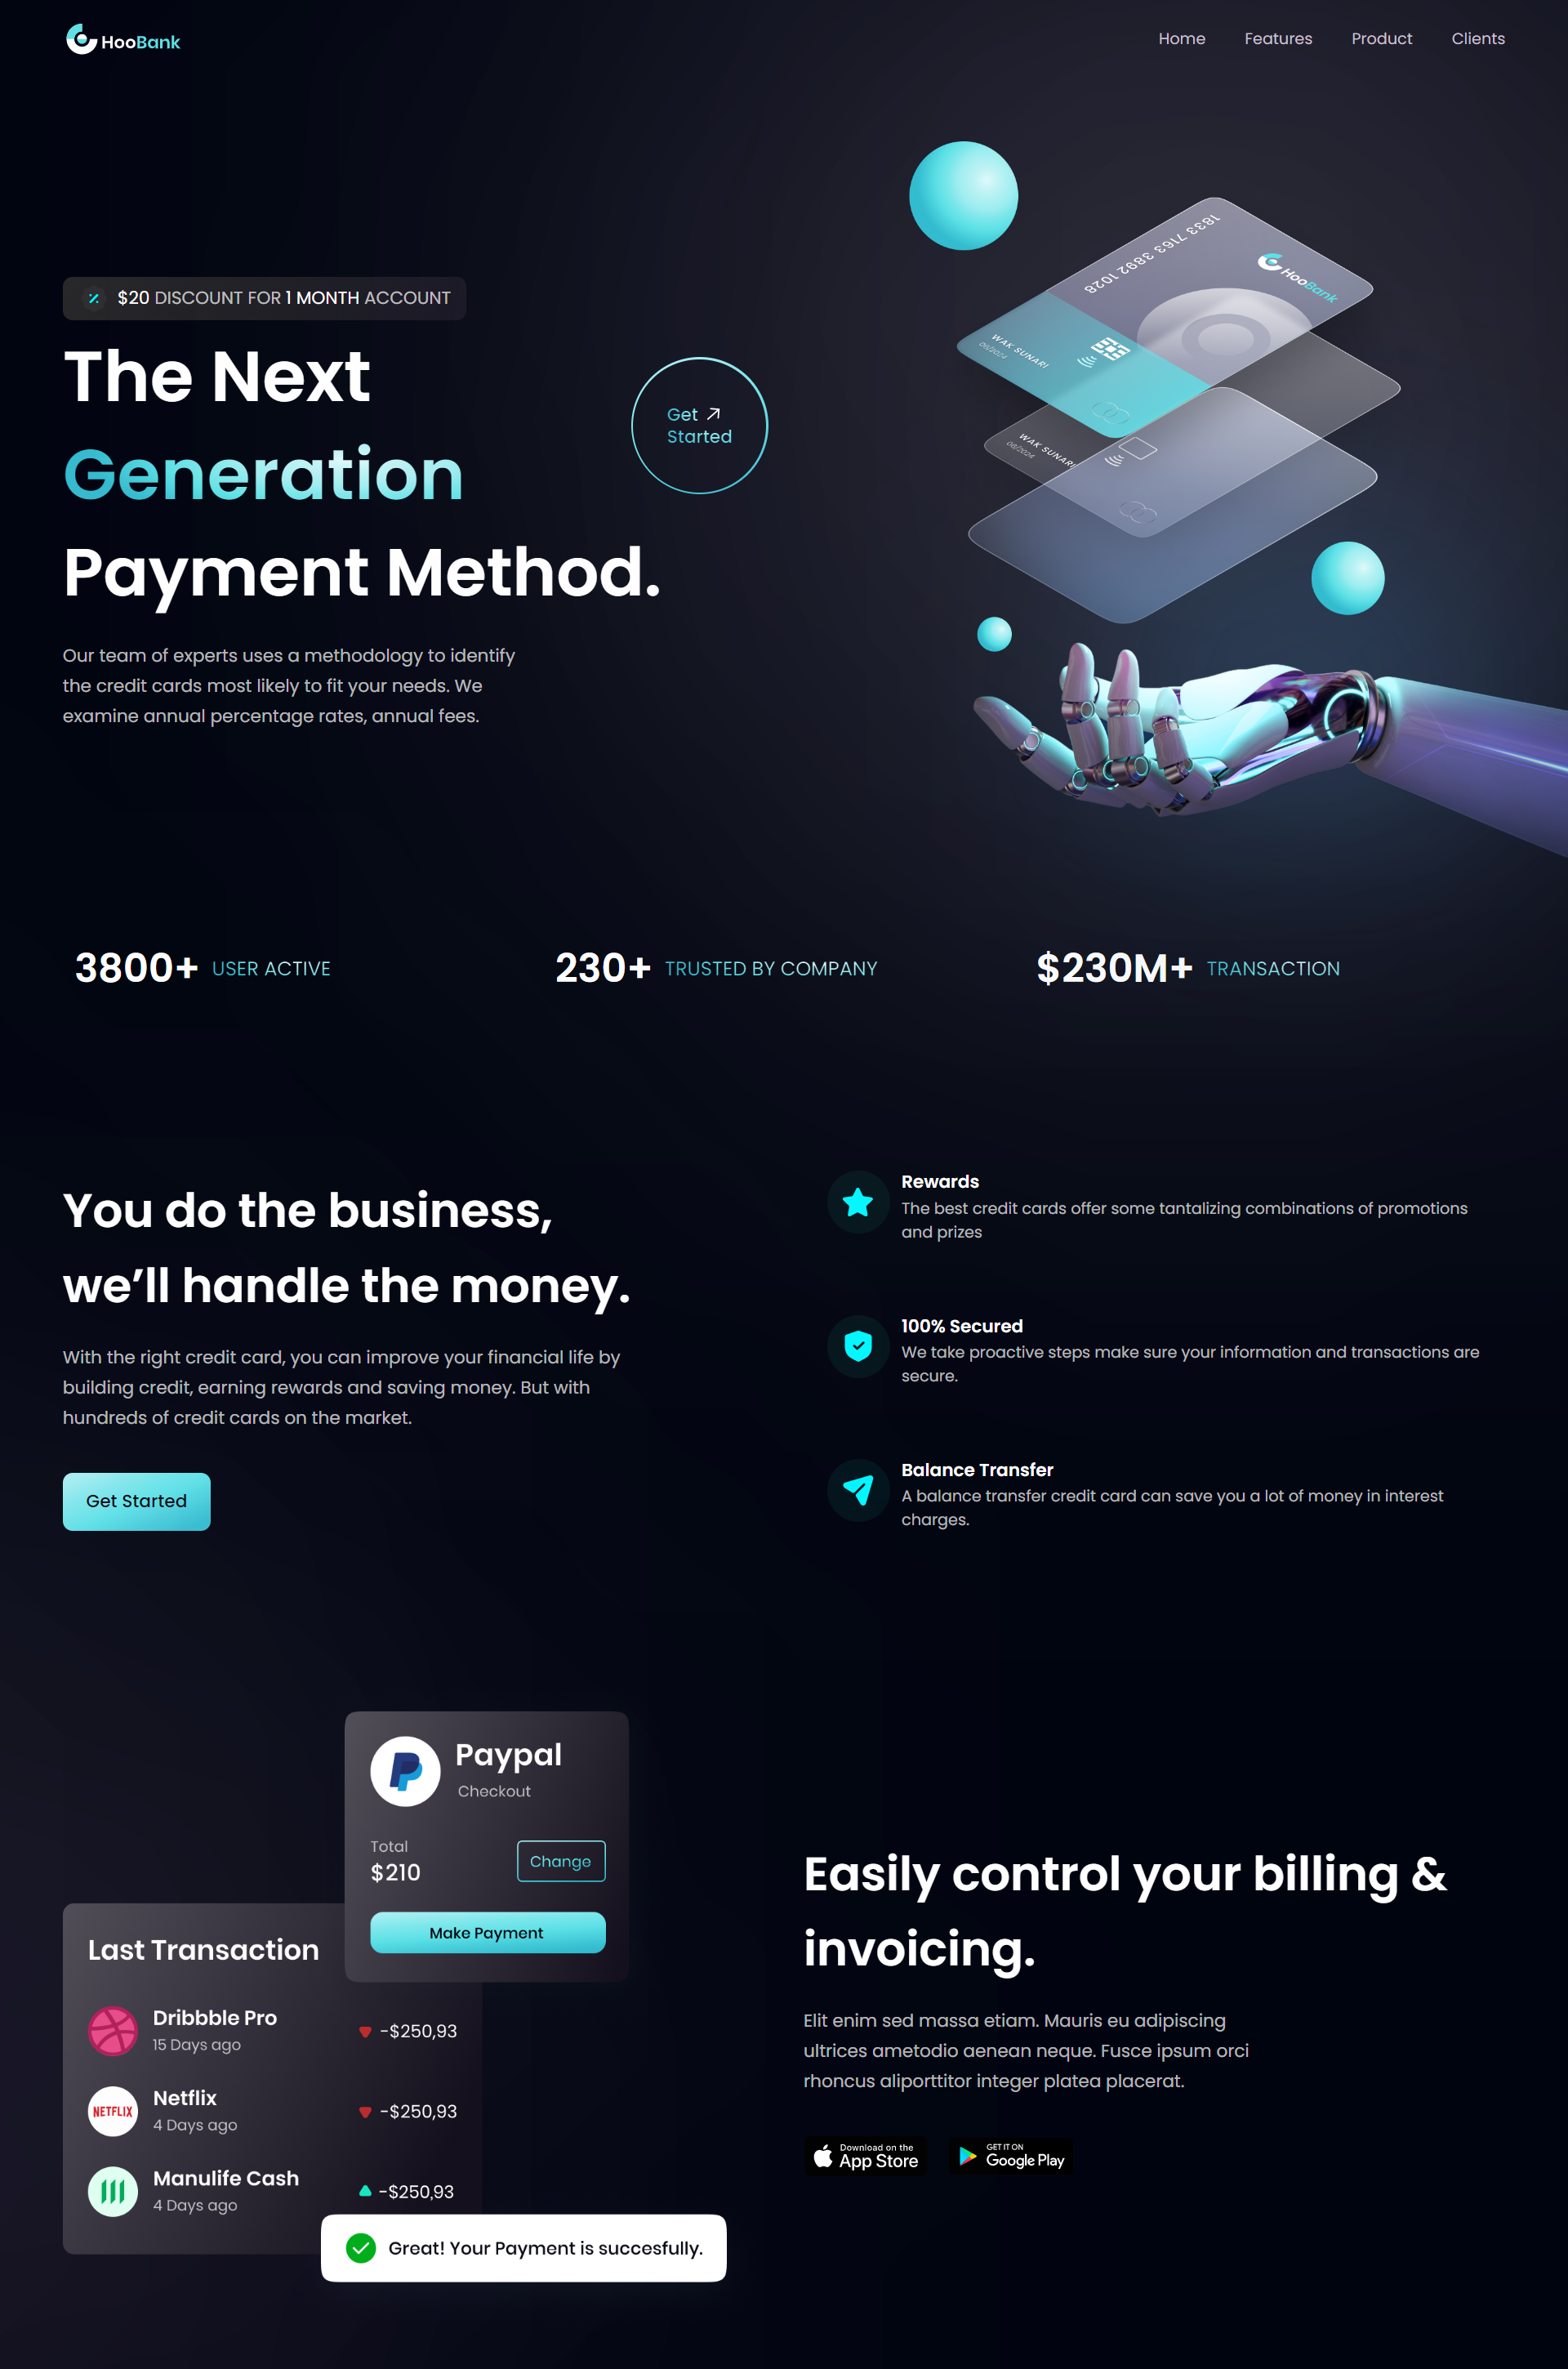 HooBank
Home Features Product Clients
1833 7163 3892 1028
HooBank
WAK SUNARI
09/2024
WAK SUNARI
09/2024
$20 DISCOUNT FOR 1 MONTH ACCOUNT
The Next
Generation
Payment Method.
Get
Started
Our team of experts uses a methodology to identify
the credit cards most likely to fit your needs. We
examine annual percentage rates, annual fees.
3800+ USER ACTIVE
230+ TRUSTED BY COMPANY
$230M+ TRANSACTION
You do the business,
we’ll handle the money.
With the right credit card, you can improve your financial life by
building credit, earning rewards and saving money. But with
hundreds of credit cards on the market.
Get Started
Rewards
The best credit cards offer some tantalizing combinations of promotions
and prizes
100% Secured
We take proactive steps make sure your information and transactions are
secure.
Balance Transfer
A balance transfer credit card can save you a lot of money in interest
charges.
Paypal
Checkout
Total
$210
Change
Make Payment
Last Transaction
Dribbble Pro
15 Days ago
-$250,93
NETFLIX
Netflix
4 Days ago
-$250,93
Manulife Cash
4 Days ago
-$250,93
Great! Your Payment is succesfully.
Easily control your billing &
invoicing.
Elit enim sed massa etiam. Mauris eu adipiscing
ultrices ametodio aenean neque. Fusce ipsum orci
rhoncus aliporttitor integer platea placerat.
Download on the
App Store
GET IT ON
Google Play